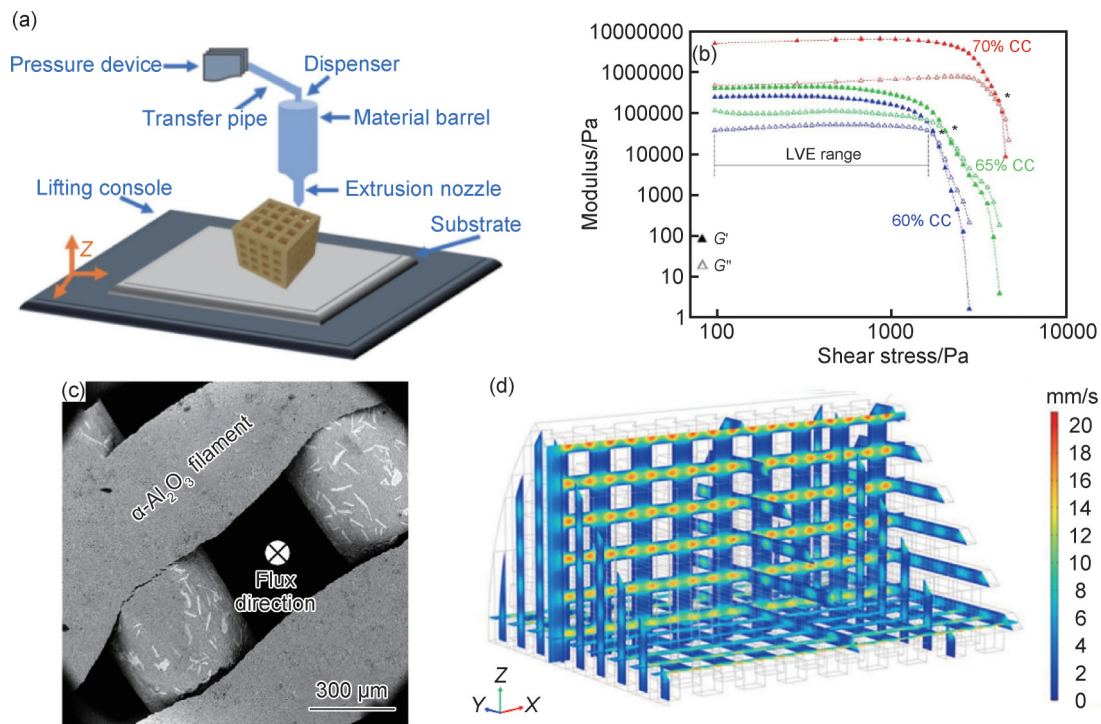 (a)
Pressure device
Dispenser
Transfer pipe
Material barrel
Lifting console
Extrusion nozzle
Substrate
Z
(b)
10000000
1000000
100000
10000
1000
100
10
1
Modulus/Pa
70% CC
*
* *
LVE range
65% CC
60% CC
G'
G"
100
1000
10000
Shear stress/Pa
(c)
α-Al2O3 filament
Flux
direction
300 μm
(d)
mm/s
20
18
16
14
12
10
8
6
4
2
0
Z
Y
X